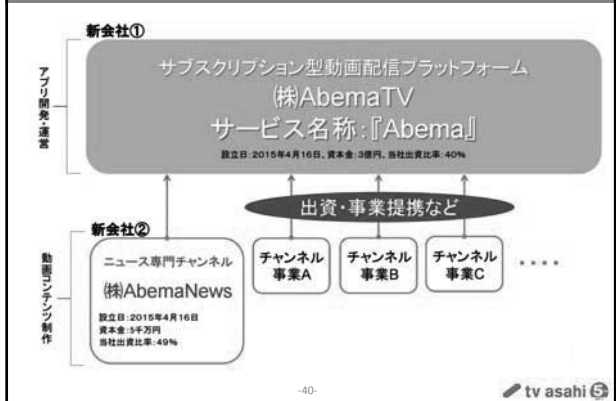 新会社①
アプリ開発・運営
サブスクリプション型動画配信プラットフォーム
㈱AbemaTV
サービス名称:『Abema』
設立日:2015年4月16日、資本金:3億円、当社出資比率:40%
出資・事業提携など
新会社②
動画コンテンツ制作
ニュース専門チャンネル
㈱AbemaNews
設立日:2015年4月16日
資本金:5千万円
当社出資比率:49%
チャンネル
事業A
チャンネル
事業B
チャンネル
事業C
・・・・
-40-
tv asahi 5